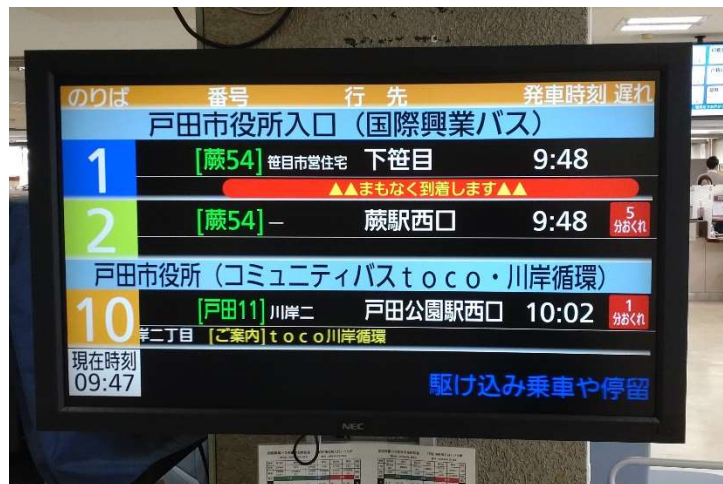 のりば 番号 行先 発車時刻 遅れ
戸田市役所入口（国際興業バス）
1 [蕨54] 笹目市営住宅 下笹目 9:48
▲▲まもなく到着します▲▲
2 [蕨54] ー 蕨駅西口 9:48 5分おくれ
戸田市役所（コミュニティバスtoco・川岸循環）
10 [戸田11] 川岸二 戸田公園駅西口 10:02 1分おくれ
二丁目 [ご案内]toco川岸循環
現在時刻
09:47 駆け込み乗車や停留
NEC